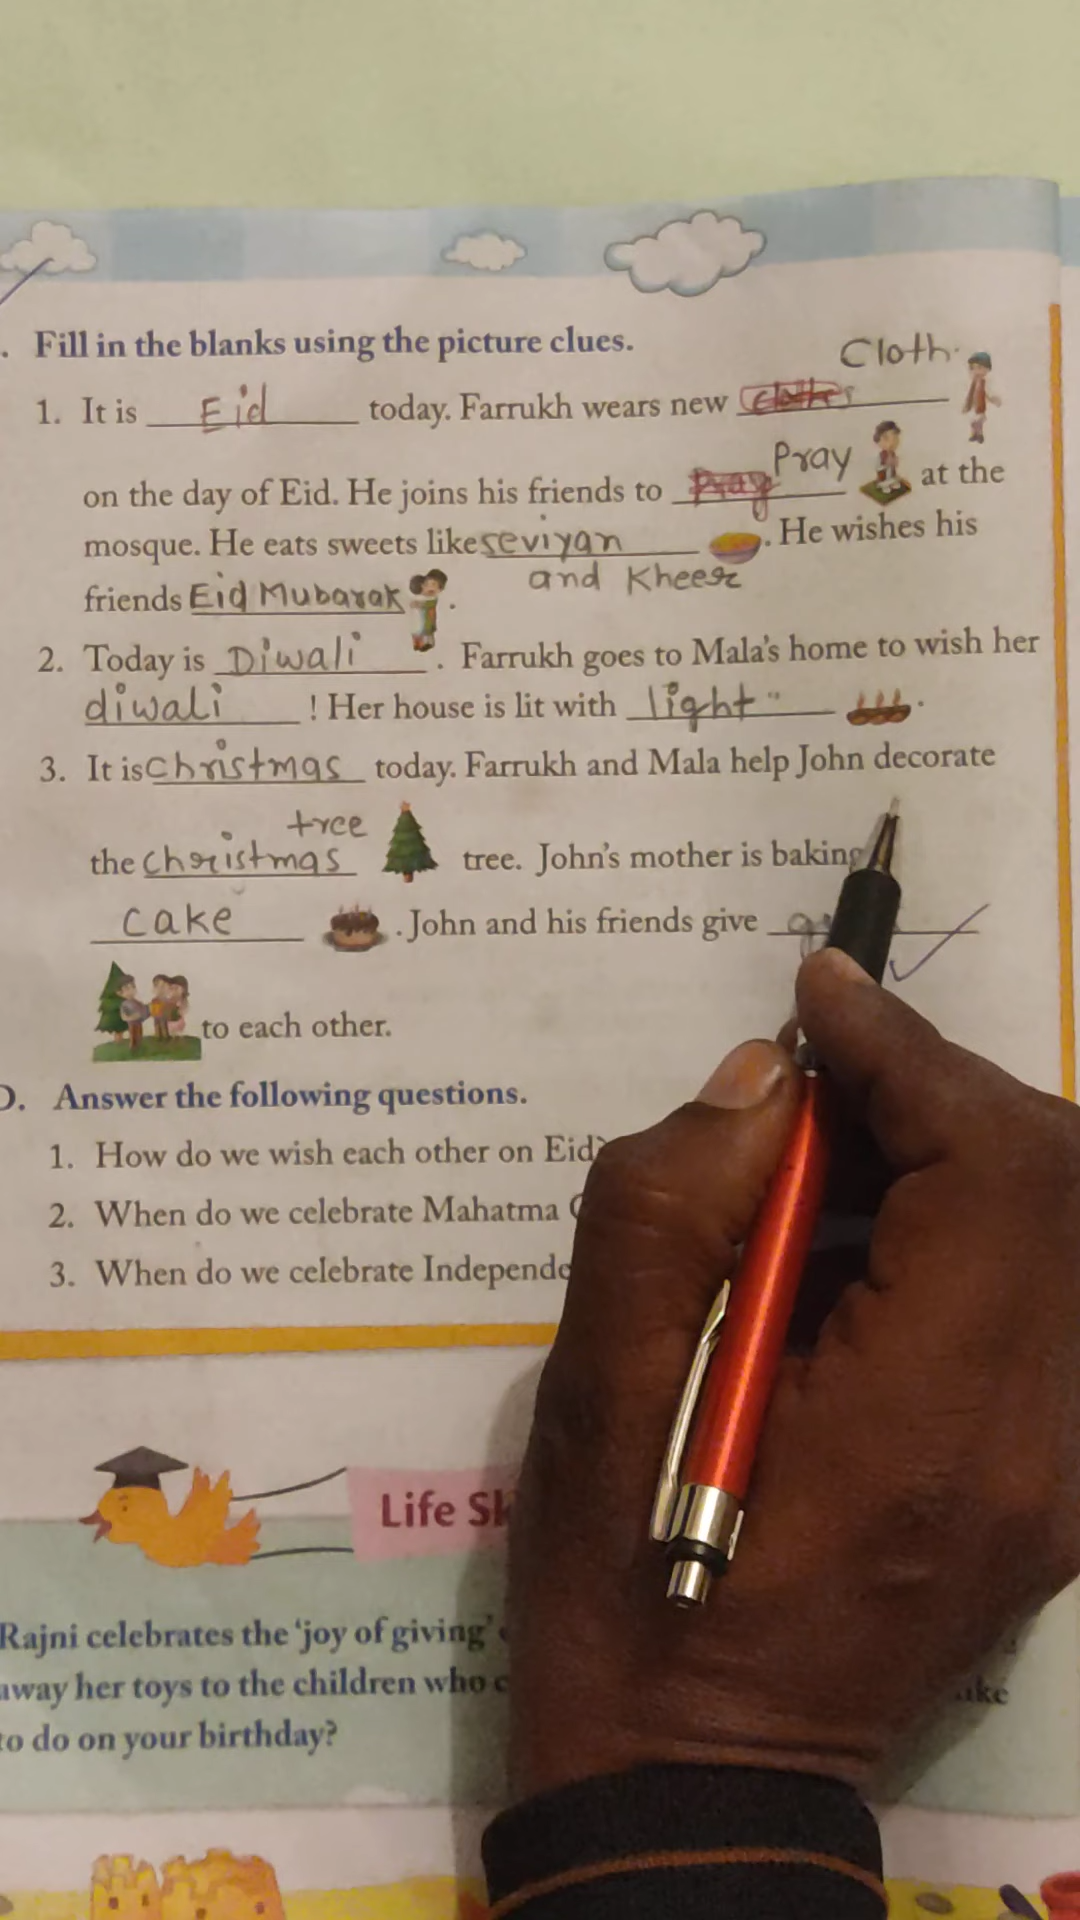 . Fill in the blanks using the picture clues.
Cloth.
1. It is Eid today. Farrukh wears new clothes
Pray
on the day of Eid. He joins his friends to Pray at the
mosque. He eats sweets like seviyan . He wishes his
and Kheer
friends Eid Mubarak .
2. Today is Diwali . Farrukh goes to Mala's home to wish her
diwali ! Her house is lit with light .
3. It is christmas today. Farrukh and Mala help John decorate
tree
the christmas tree. John's mother is baking
cake . John and his friends give
to each other.
D. Answer the following questions.
1. How do we wish each other on Eid?
2. When do we celebrate Mahatma
3. When do we celebrate
Life
Rajni celebrates the 'joy of giving'
away her toys to the children who
to do on your birthday?